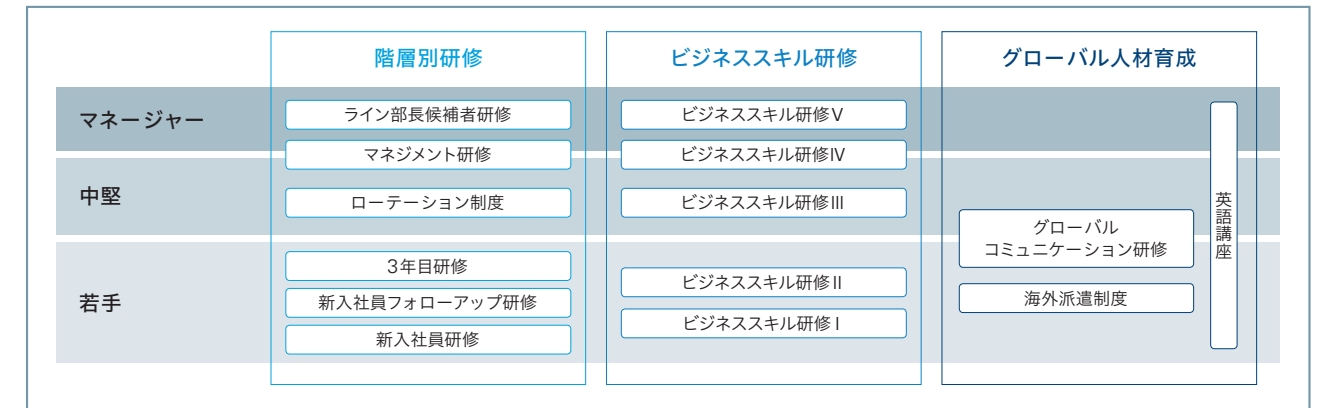 階層別研修
ビジネススキル研修
グローバル人材育成
マネージャー
ライン部長候補者研修
ビジネススキル研修Ⅴ
マネジメント研修
ビジネススキル研修Ⅳ
中堅
ローテーション制度
ビジネススキル研修Ⅲ
グローバル
コミュニケーション研修
英語講座
若手
3年目研修
新入社員フォローアップ研修
新入社員研修
ビジネススキル研修Ⅱ
ビジネススキル研修Ⅰ
海外派遣制度